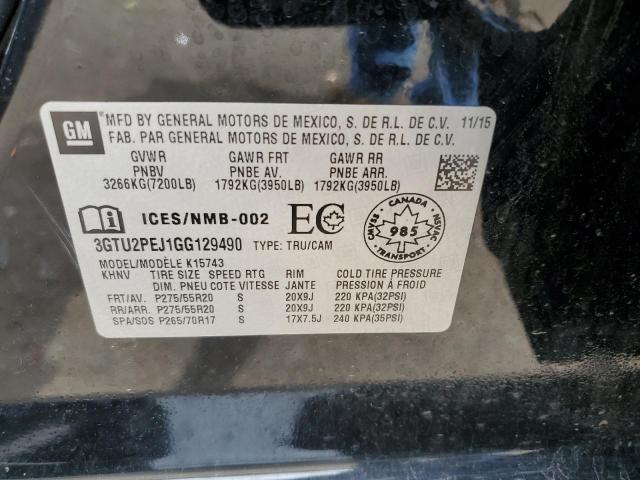 GM
MFD BY GENERAL MOTORS DE MEXICO, S. DE R.L. DE C.V. 11/15
FAB. PAR GENERAL MOTORS DE MEXICO, S. DE R.L. DE C.V.
GVWR GAWR FRT GAWR RR
PNBV PNBE AV. PNBE ARR.
3266KG(7200LB) 1792KG(3950LB) 1792KG(3950LB)
i ICES/NMB-002 EC CANADA CMVSS 985 NSVAC
3GTU2PEJ1GG129490 TYPE: TRU/CAM
MODEL/MODÈLE K15743
KHNV TIRE SIZE SPEED RTG RIM COLD TIRE PRESSURE
DIM. PNEU COTE VITESSE JANTE PRESSION À FROID
FRT/AV. P275/55R20 S 20X9J 220 KPA(32PSI)
RR/ARR. P275/55R20 S 20X9J 220 KPA(32PSI)
SPA/SOS P265/70R17 S 17X7.5J 240 KPA(35PSI)